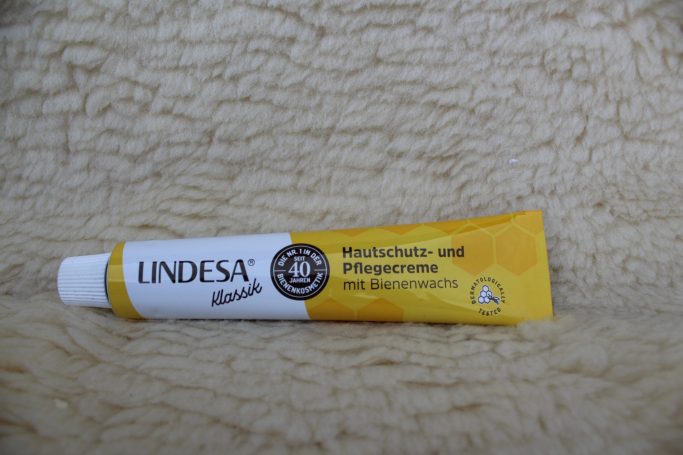 LINDESA®
Klassik
DIE NR. 1 IN DER
SEIT
40
JAHREN
BIENENKOSMETIK
Hautschutz- und
Pflegecreme
mit Bienenwachs
DERMATOLOGICALLY
TESTED